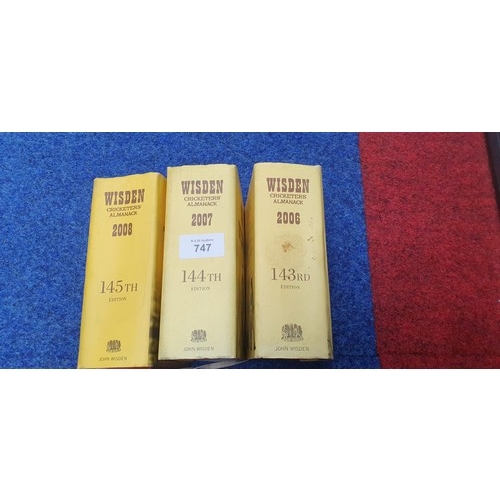 WISDEN
CRICKETERS'
ALMANACK
2008
145TH
EDITION
JOHN WISDEN
WISDEN
CRICKETERS'
ALMANACK
2007
747
144TH
EDITION
JOHN WISDEN
WISDEN
CRICKETERS'
ALMANACK
2006
143RD
EDITION
JOHN WISDEN